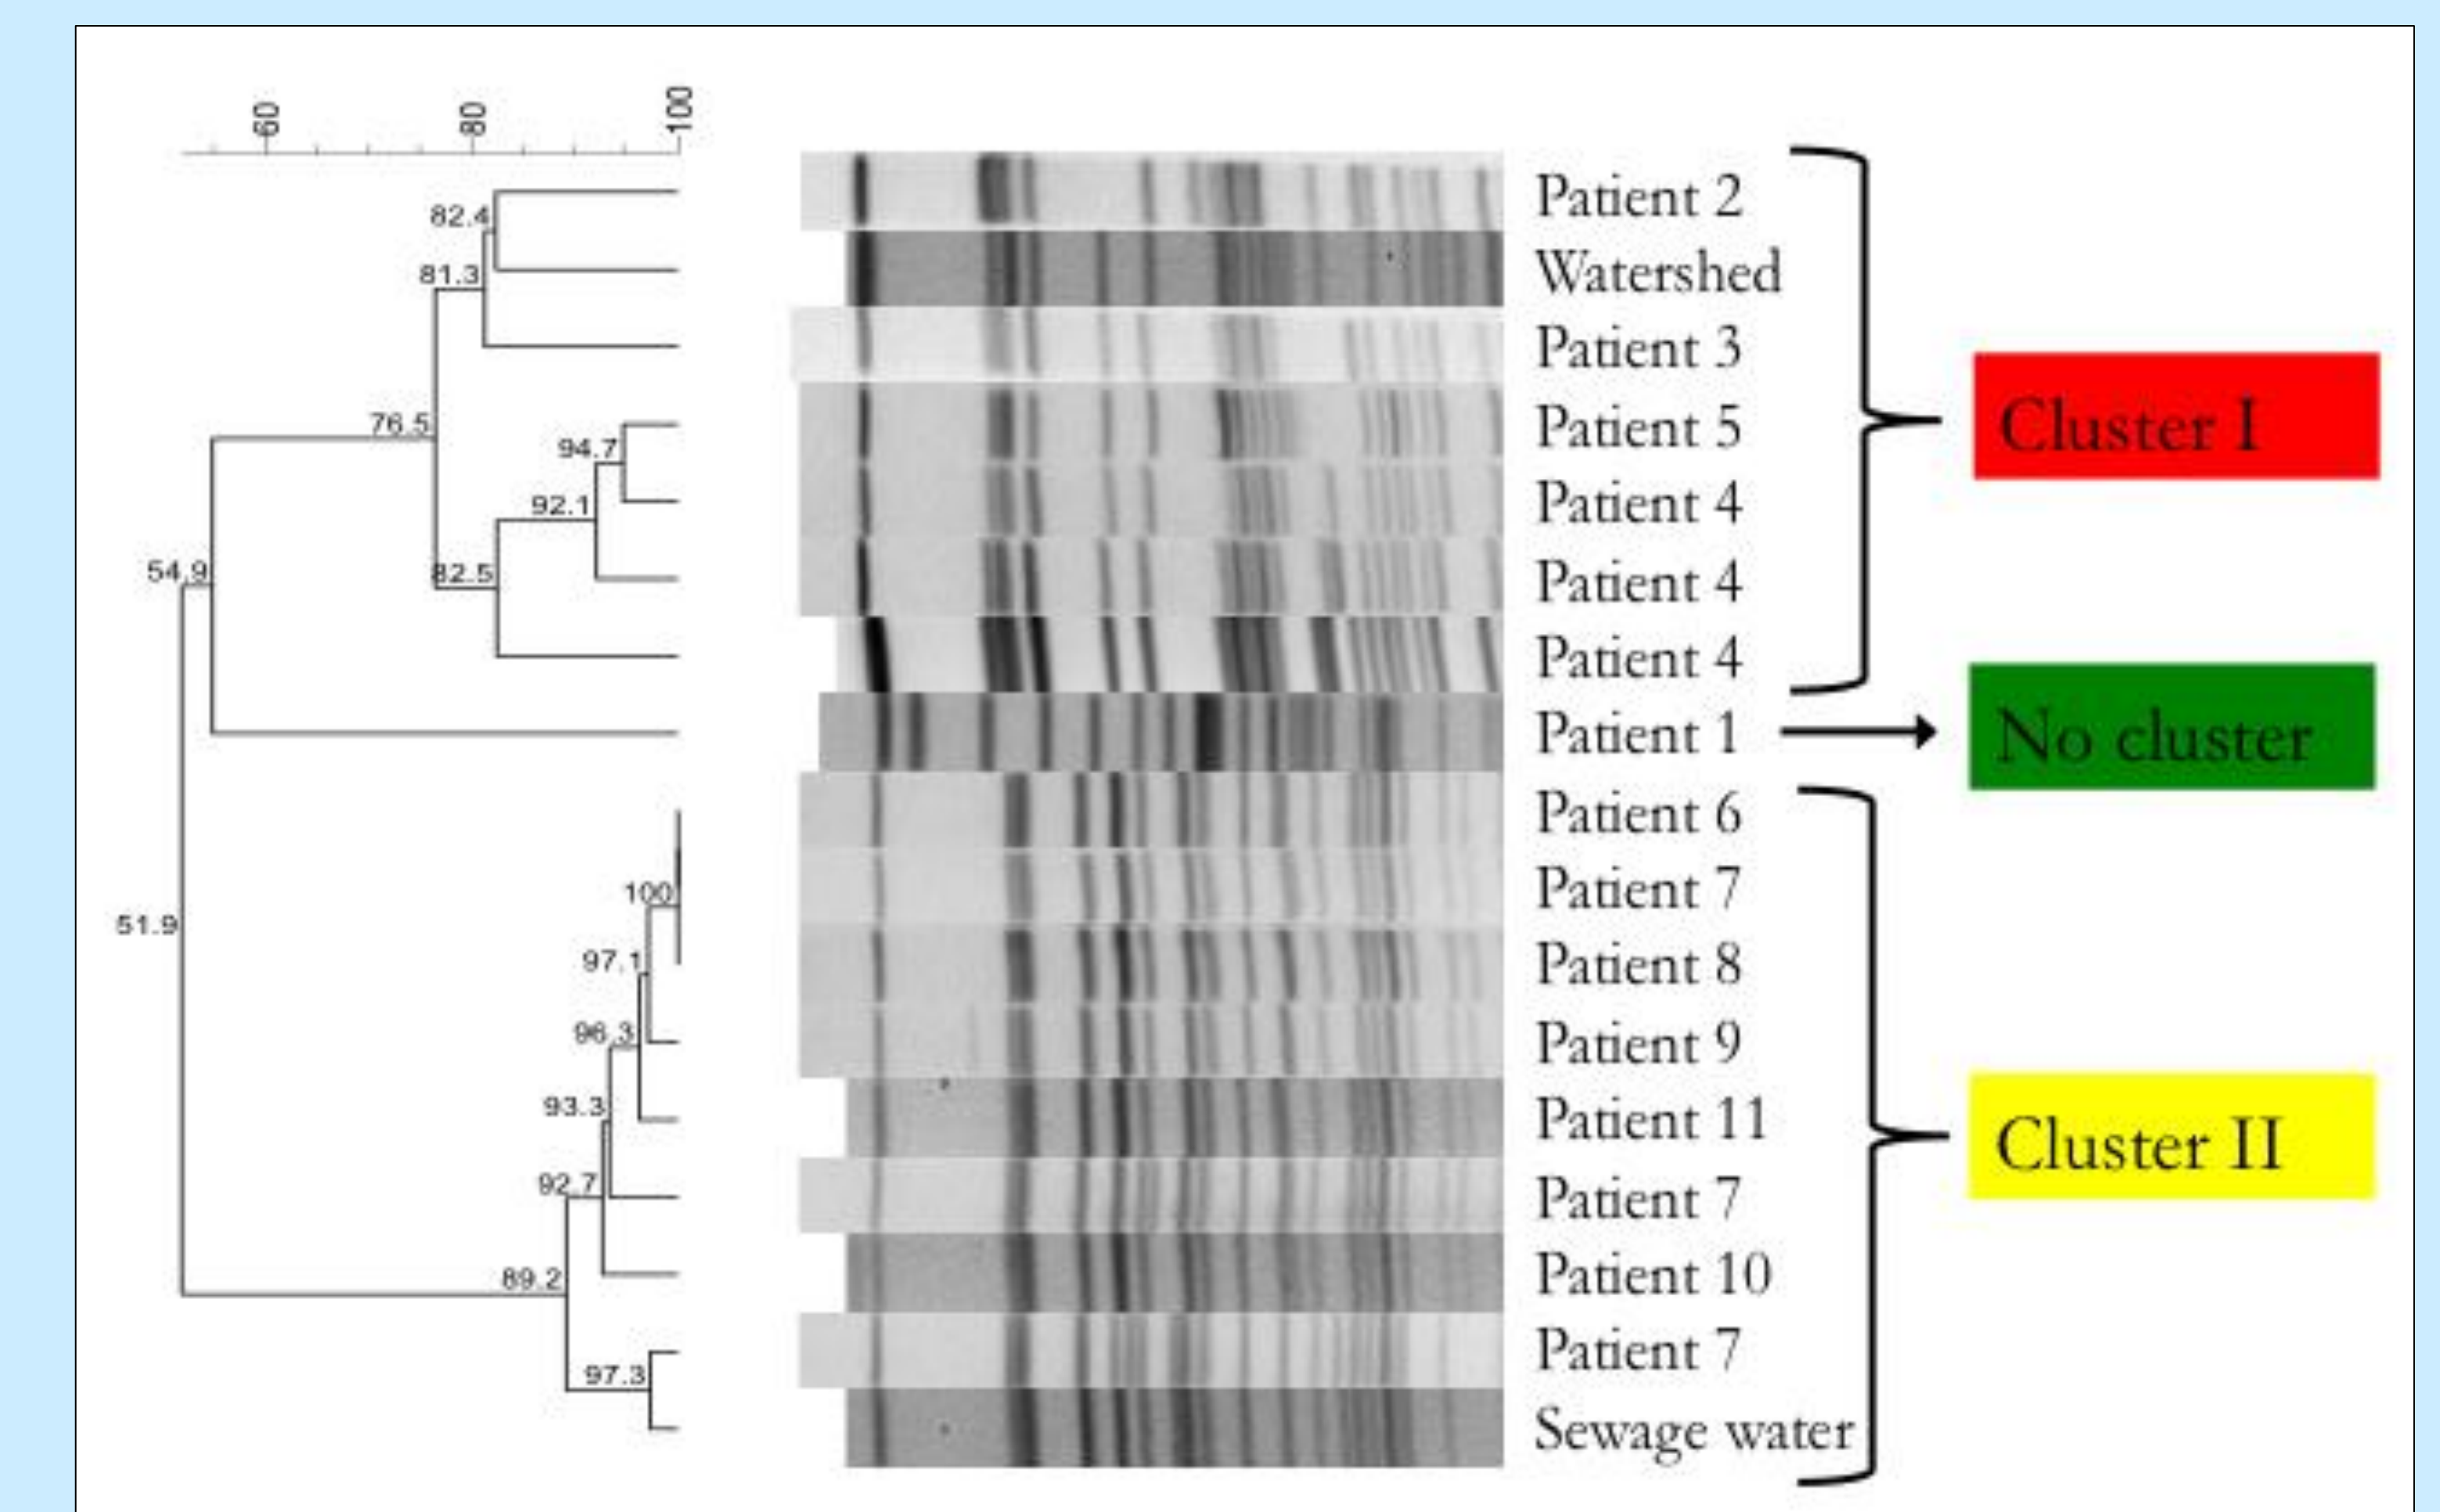 60 80 100
82.4
81.3
76.5
94.7
92.1
82.5
54.9
100
97.1
96.3
93.3
92.7
89.2
97.3
51.9
Patient 2
Watershed
Patient 3
Patient 5
Patient 4
Patient 4
Patient 4
Patient 1
Patient 6
Patient 7
Patient 8
Patient 9
Patient 11
Patient 7
Patient 10
Patient 7
Sewage water
Cluster I
No cluster
Cluster II